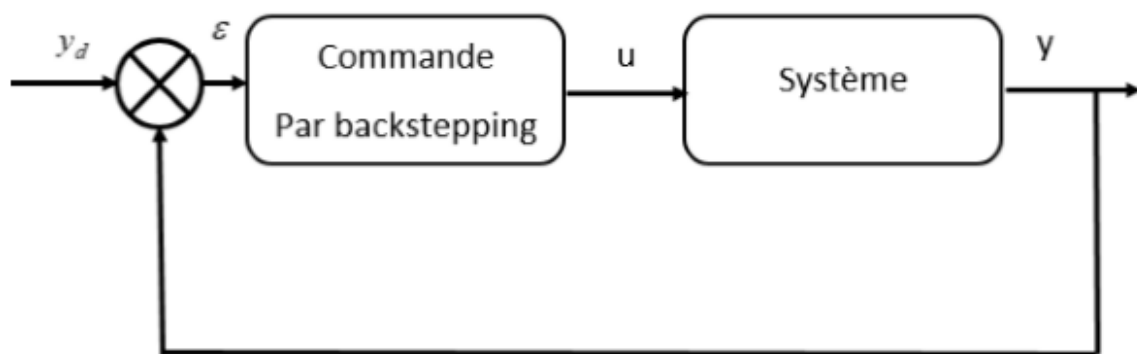 y_d
ε
Commande
Par backstepping
u
Système
y